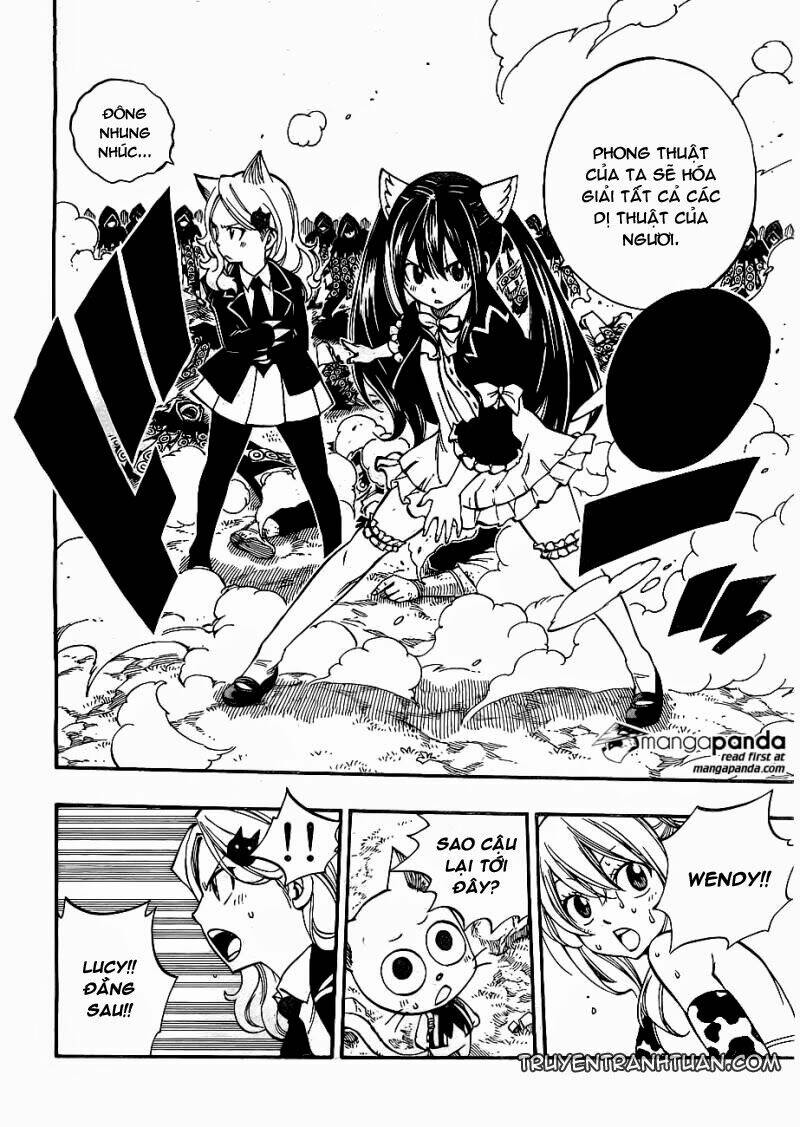 PHONG THUẬT
CỦA TA SẼ HÓA
GIẢI TẤT CẢ CÁC
DỊ THUẬT CỦA
NGƯƠI.
ĐÔNG
NHUNG
NHÚC...
mangapanda
read first at
mangapanda.com
WENDY!!
SAO CẬU
LẠI TỚI
ĐÂY?
!!
LUCY!!
ĐẰNG
SAU!!
TRUYENTRANHTUAN.COM